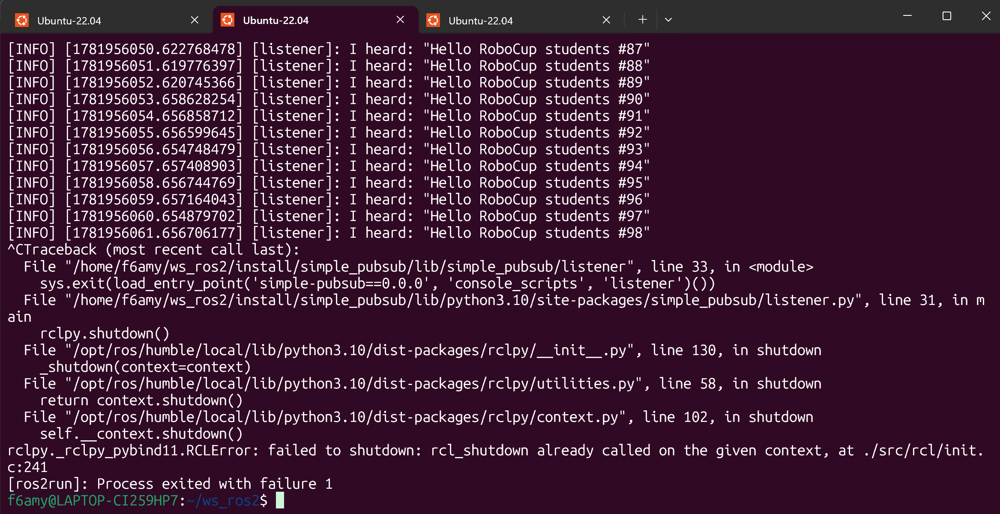 Ubuntu-22.04
Ubuntu-22.04
Ubuntu-22.04
[INFO] [1781956050.622768478] [listener]: I heard: "Hello RoboCup students #87"
[INFO] [1781956051.619776397] [listener]: I heard: "Hello RoboCup students #88"
[INFO] [1781956052.620745366] [listener]: I heard: "Hello RoboCup students #89"
[INFO] [1781956053.658628254] [listener]: I heard: "Hello RoboCup students #90"
[INFO] [1781956054.656858712] [listener]: I heard: "Hello RoboCup students #91"
[INFO] [1781956055.656599645] [listener]: I heard: "Hello RoboCup students #92"
[INFO] [1781956056.654748479] [listener]: I heard: "Hello RoboCup students #93"
[INFO] [1781956057.657408903] [listener]: I heard: "Hello RoboCup students #94"
[INFO] [1781956058.656744769] [listener]: I heard: "Hello RoboCup students #95"
[INFO] [1781956059.657164043] [listener]: I heard: "Hello RoboCup students #96"
[INFO] [1781956060.654879702] [listener]: I heard: "Hello RoboCup students #97"
[INFO] [1781956061.656706177] [listener]: I heard: "Hello RoboCup students #98"
^CTraceback (most recent call last):
  File "/home/f6amy/ws_ros2/install/simple_pubsub/lib/simple_pubsub/listener", line 33, in <module>
    sys.exit(load_entry_point('simple-pubsub==0.0.0', 'console_scripts', 'listener')())
  File "/home/f6amy/ws_ros2/install/simple_pubsub/lib/python3.10/site-packages/simple_pubsub/listener.py", line 31, in m
ain
    rclpy.shutdown()
  File "/opt/ros/humble/local/lib/python3.10/dist-packages/rclpy/__init__.py", line 130, in shutdown
    _shutdown(context=context)
  File "/opt/ros/humble/local/lib/python3.10/dist-packages/rclpy/utilities.py", line 58, in shutdown
    return context.shutdown()
  File "/opt/ros/humble/local/lib/python3.10/dist-packages/rclpy/context.py", line 102, in shutdown
    self.__context.shutdown()
rclpy._rclpy_pybind11.RCLError: failed to shutdown: rcl_shutdown already called on the given context, at ./src/rcl/init.
c:241
[ros2run]: Process exited with failure 1
f6amy@LAPTOP-CI259HP7:~/ws_ros2$